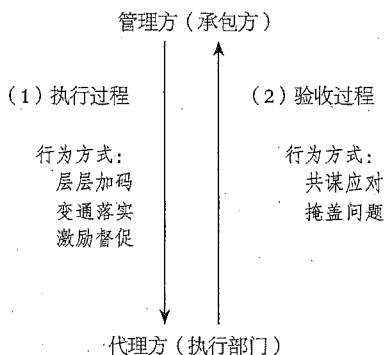 管理方（承包方）
（1）执行过程
（2）验收过程
行为方式：
层层加码
变通落实
激励督促
行为方式：
共谋应对
掩盖问题
代理方（执行部门）